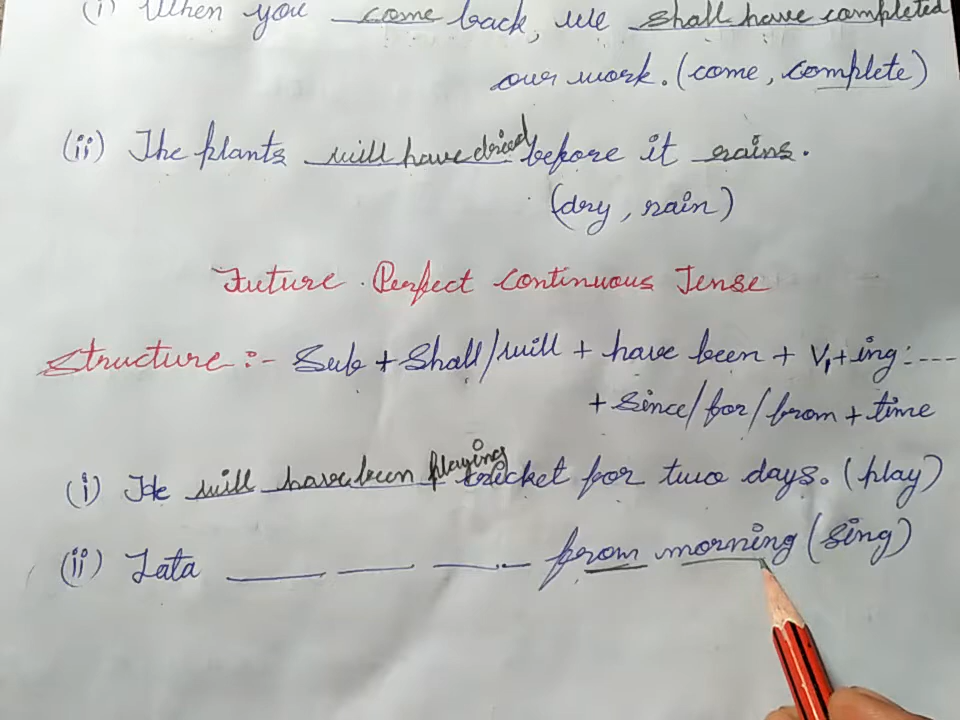 (i) When you come back, we shall have completed
our work. (come, complete)
(ii) The plants will have dried before it rains.
(dry, rain)
Future Perfect continuous Tense
Structure :- Sub + Shall/will + have been + V1+ing: ---
+ Since/for/from + time
(i) He will have been playing cricket for two days. (play)
(ii) Lata ___ ___ ___ from morning (sing)